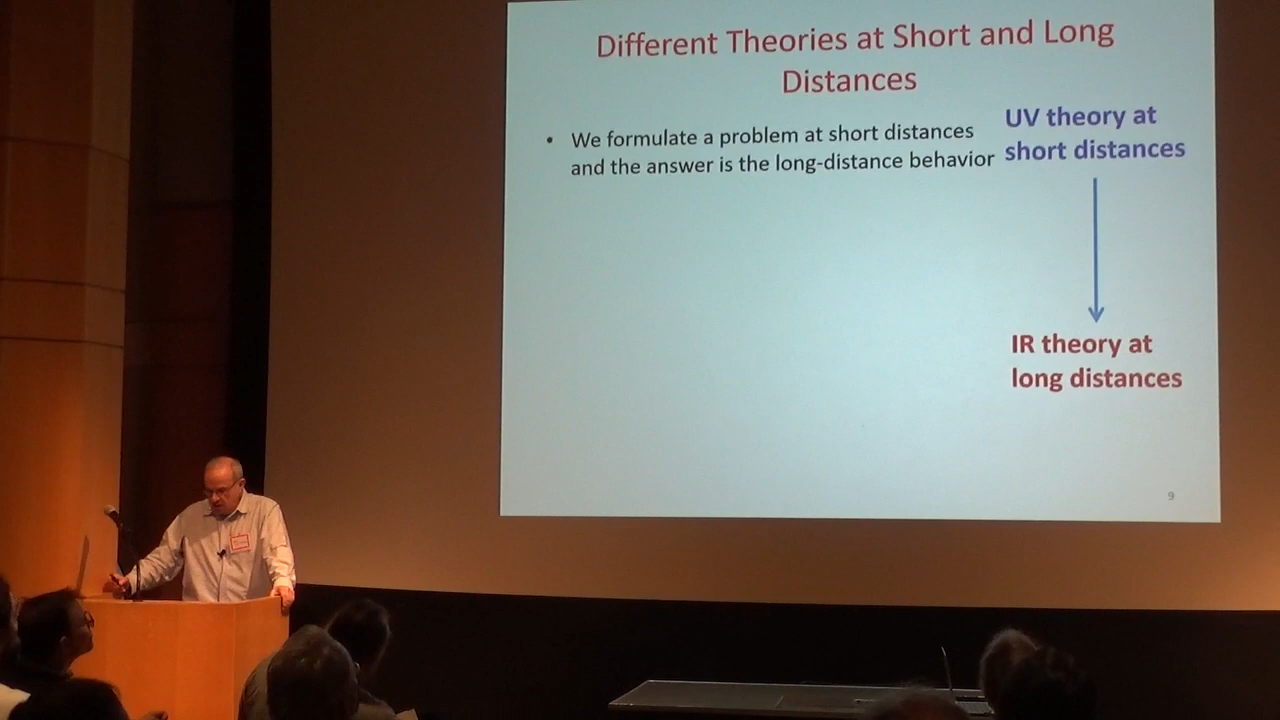 Different Theories at Short and Long
Distances
• We formulate a problem at short distances
and the answer is the long-distance behavior
UV theory at
short distances
IR theory at
long distances
9